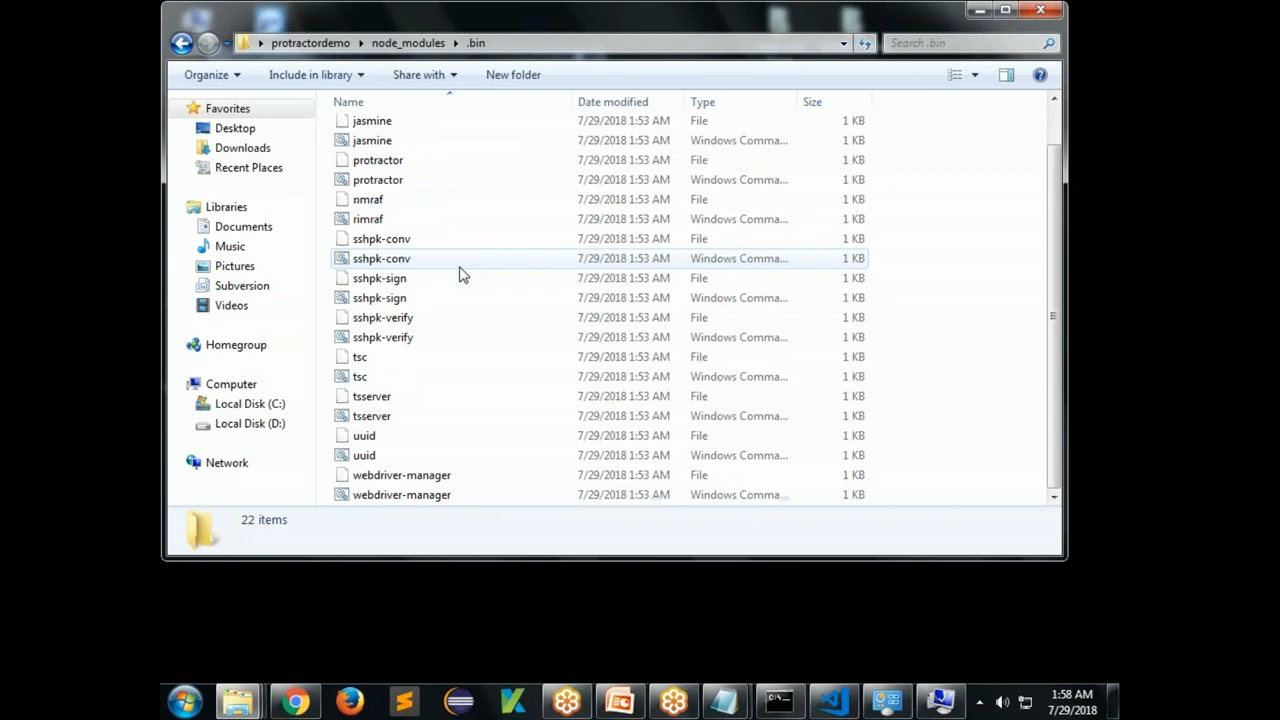 protractordemo node_modules .bin Search .bin
Organize Include in library Share with New folder
Name Date modified Type Size
Favorites
Desktop
Downloads
Recent Places
Libraries
Documents
Music
Pictures
Subversion
Videos
Homegroup
Computer
Local Disk (C:)
Local Disk (D:)
Network
jasmine 7/29/2018 1:53 AM File 1 KB
jasmine 7/29/2018 1:53 AM Windows Comma... 1 KB
protractor 7/29/2018 1:53 AM File 1 KB
protractor 7/29/2018 1:53 AM Windows Comma... 1 KB
nmraf 7/29/2018 1:53 AM File 1 KB
rimraf 7/29/2018 1:53 AM Windows Comma... 1 KB
sshpk-conv 7/29/2018 1:53 AM File 1 KB
sshpk-conv 7/29/2018 1:53 AM Windows Comma... 1 KB
sshpk-sign 7/29/2018 1:53 AM File 1 KB
sshpk-sign 7/29/2018 1:53 AM Windows Comma... 1 KB
sshpk-verify 7/29/2018 1:53 AM File 1 KB
sshpk-verify 7/29/2018 1:53 AM Windows Comma... 1 KB
tsc 7/29/2018 1:53 AM File 1 KB
tsc 7/29/2018 1:53 AM Windows Comma... 1 KB
tsserver 7/29/2018 1:53 AM File 1 KB
tsserver 7/29/2018 1:53 AM Windows Comma... 1 KB
uuid 7/29/2018 1:53 AM File 1 KB
uuid 7/29/2018 1:53 AM Windows Comma... 1 KB
webdriver-manager 7/29/2018 1:53 AM File 1 KB
webdriver-manager 7/29/2018 1:53 AM Windows Comma... 1 KB
22 items
1:58 AM
7/29/2018